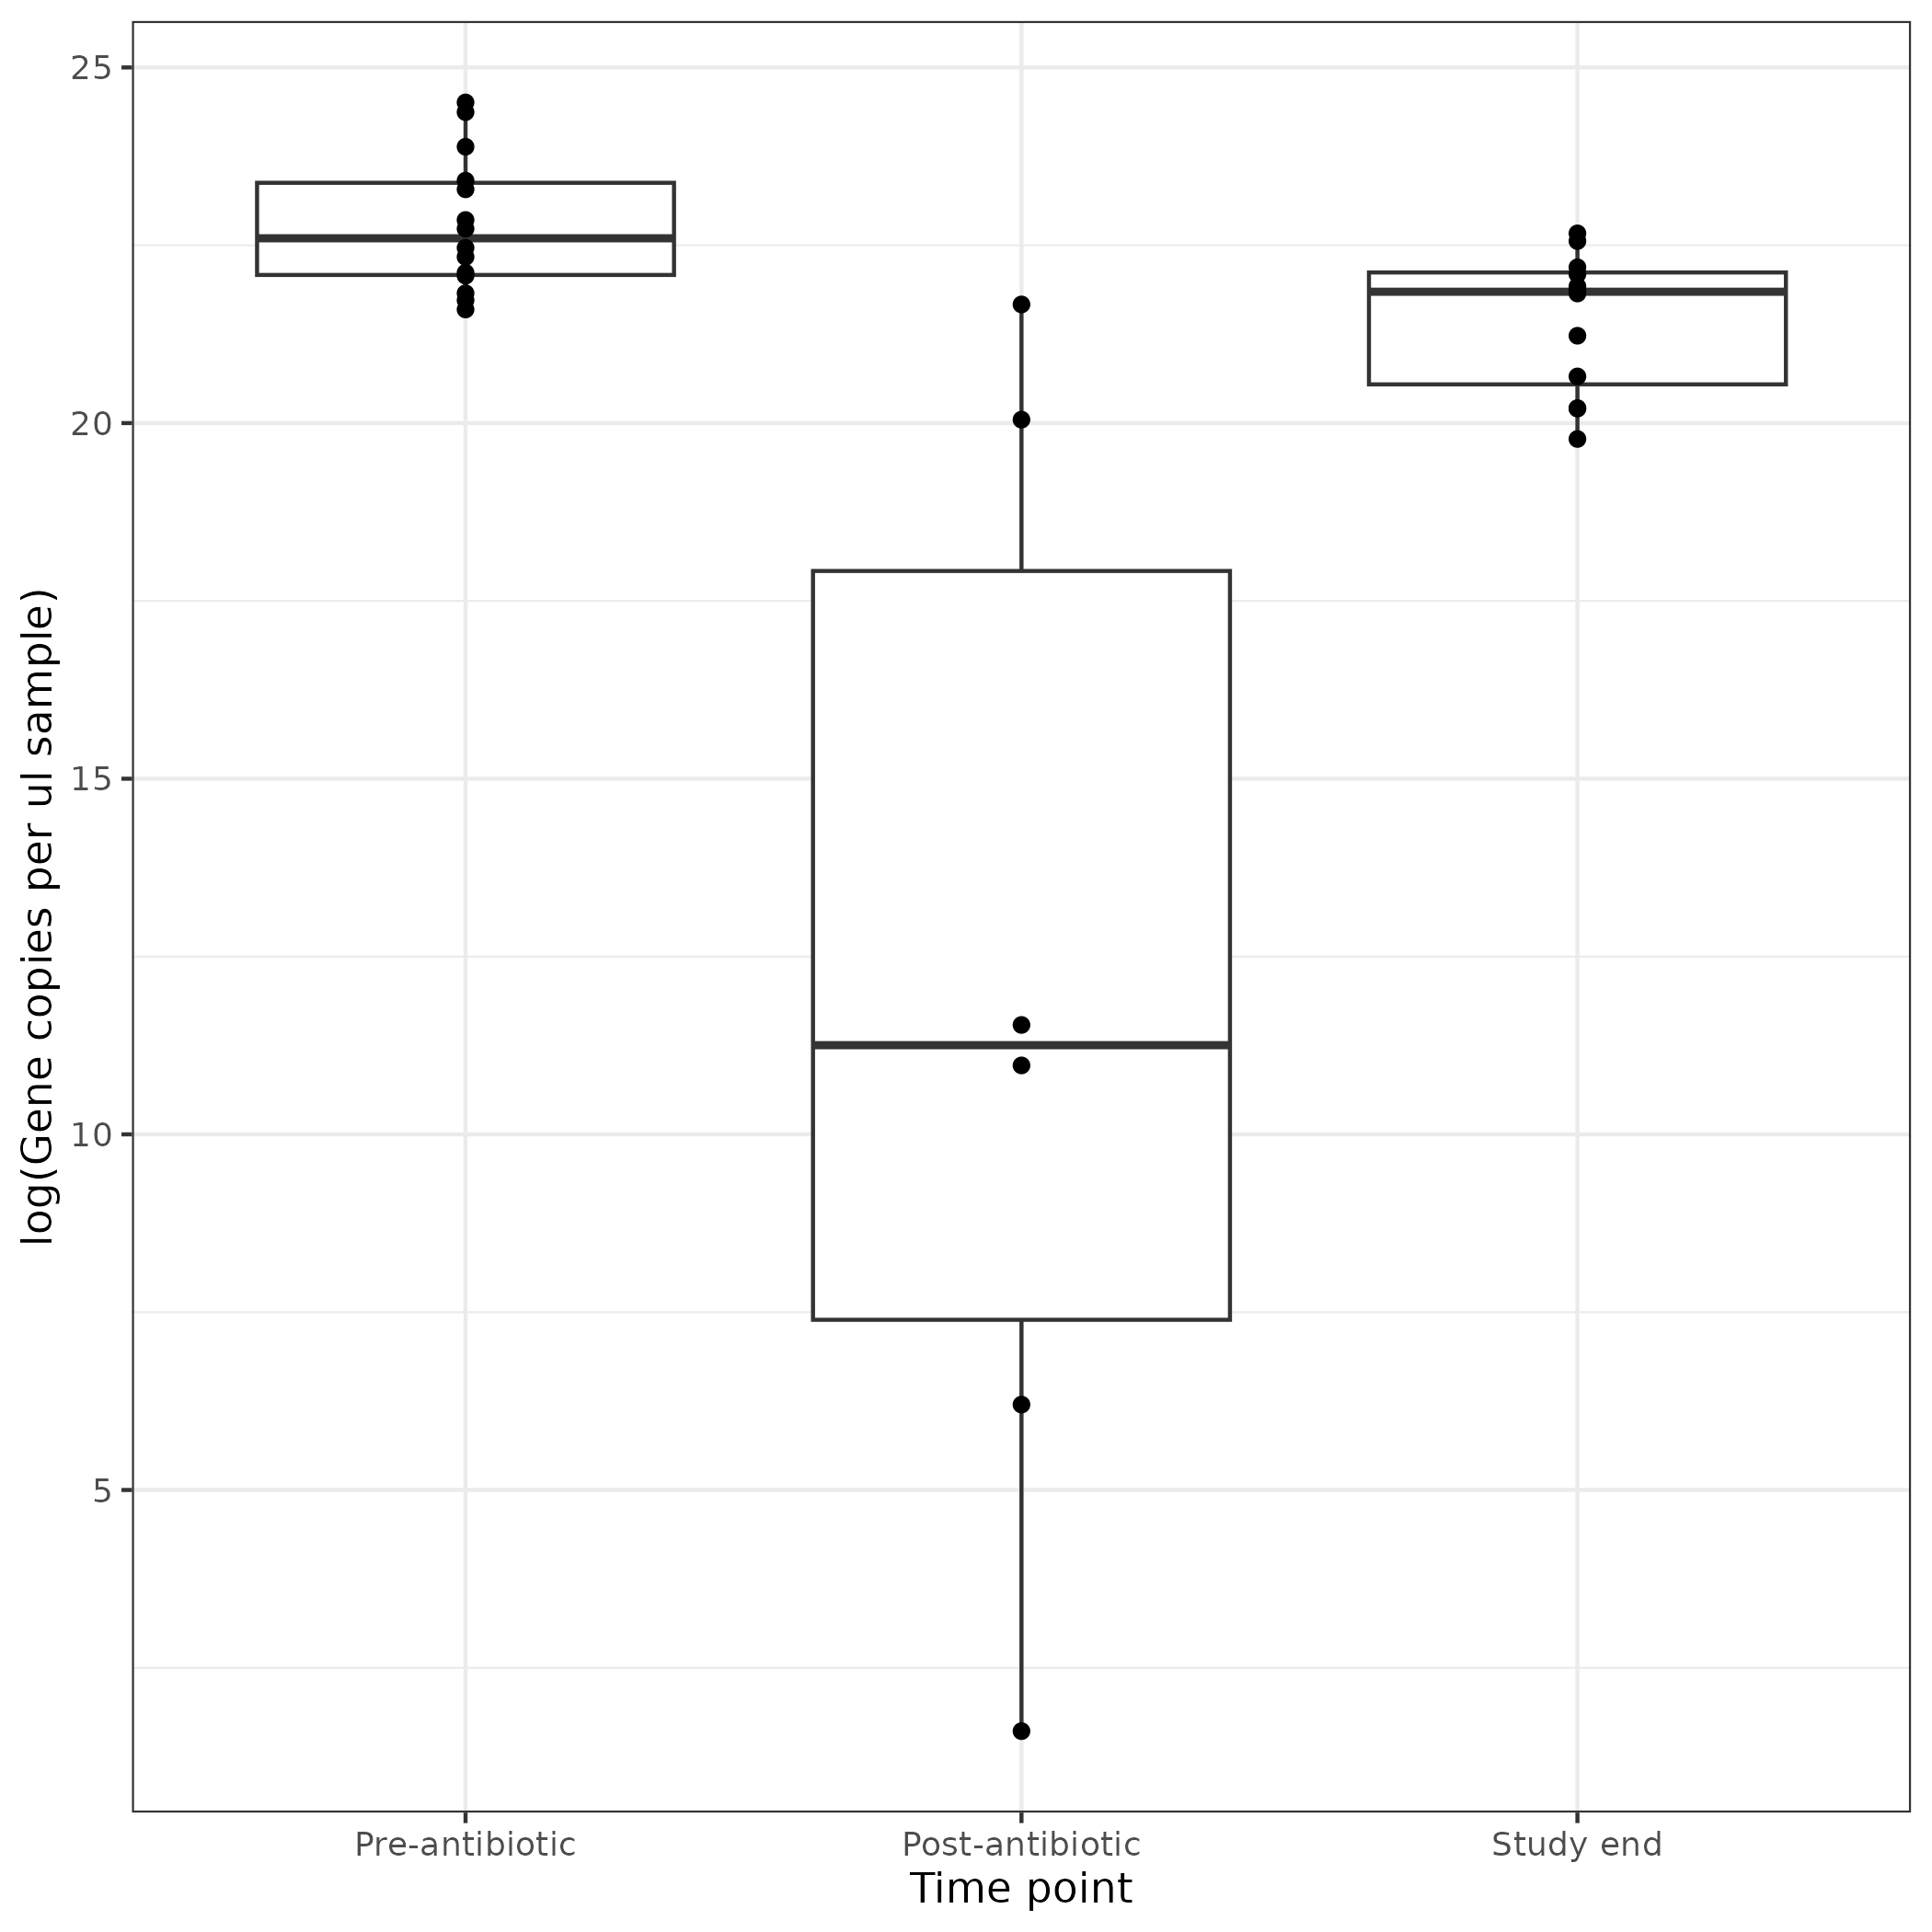 log(Gene copies per ul sample)
25
20
15
10
5
Pre-antibiotic
Post-antibiotic
Study end
Time point